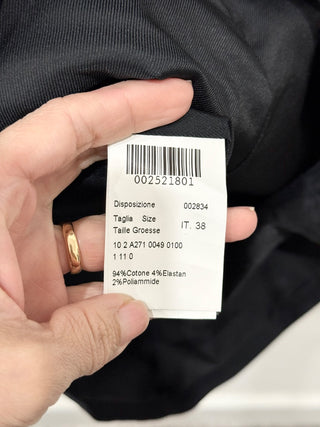 002521801
Disposizione 002834
Taglia Size IT. 38
Taille Groesse
10 2 A271 0049 0100
1 11 0
94%Cotone 4%Elastan
2%Poliammide